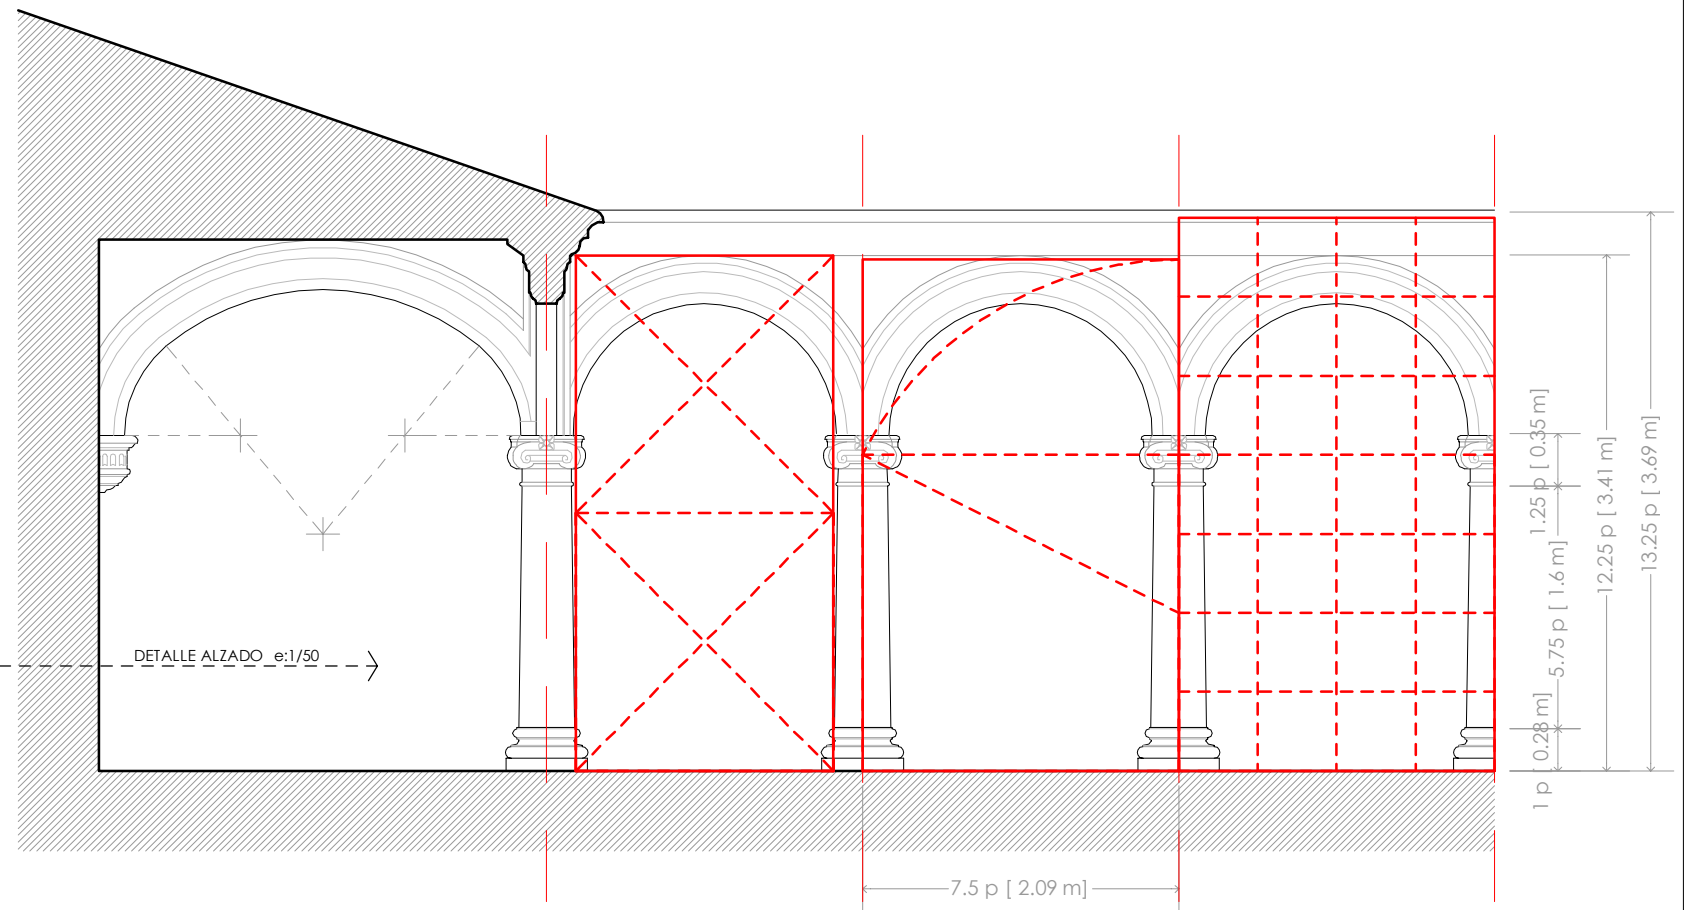 DETALLE ALZADO e:1/50
1.25 p [ 0.35 m]
5.75 p [ 1.6 m]
1 p [ 0.28 m]
12.25 p [ 3.41 m]
13.25 p [ 3.69 m]
7.5 p [ 2.09 m]